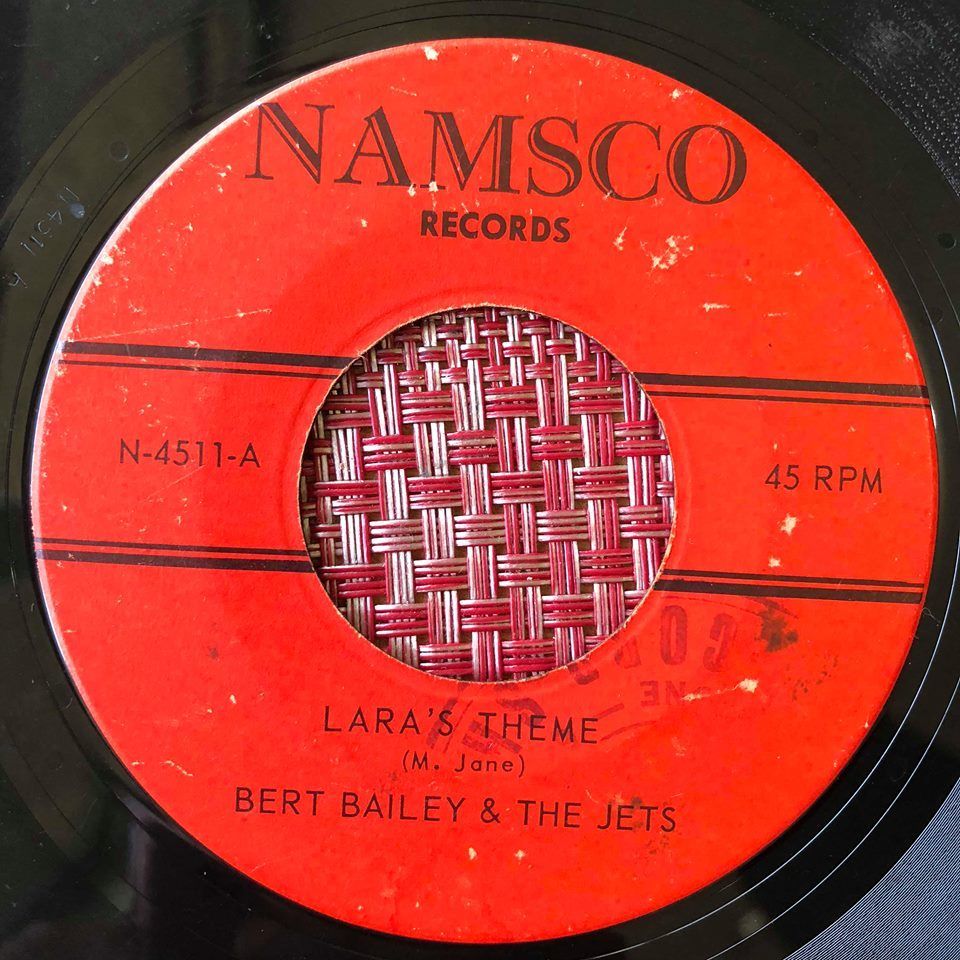 NAMSCO
RECORDS
N-4511-A
45 RPM
LARA'S THEME
(M. Jane)
BERT BAILEY & THE JETS